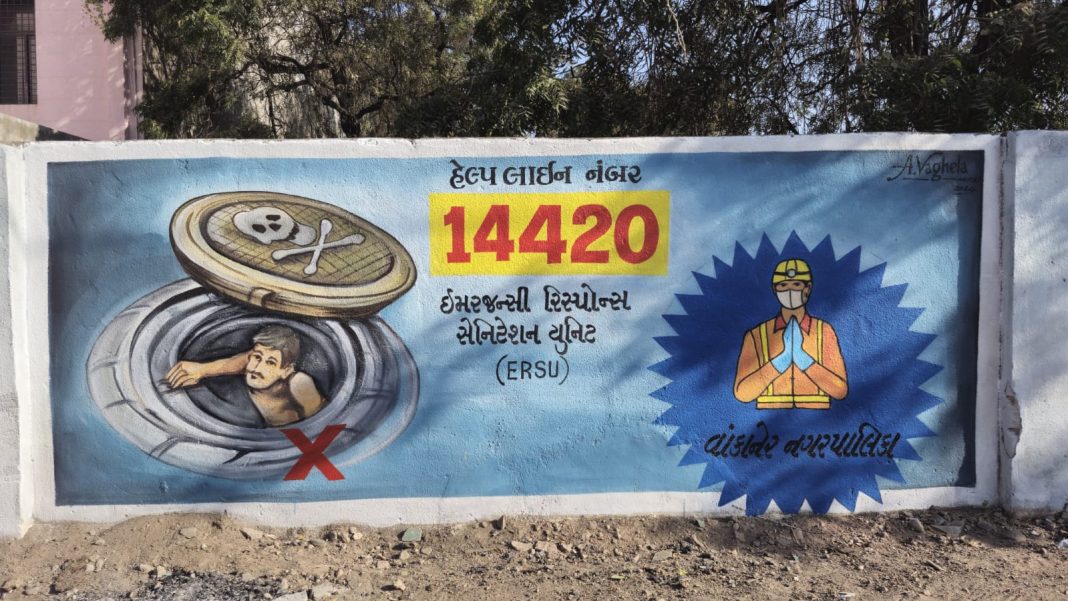 હેલ્પ લાઈન નંબર
14420
ઈમરજન્સી રિસ્પોન્સ
સેનિટેશન યુનિટ
(ERSU)
A.Vaghela
વાંકાનેર નગરપાલિકા